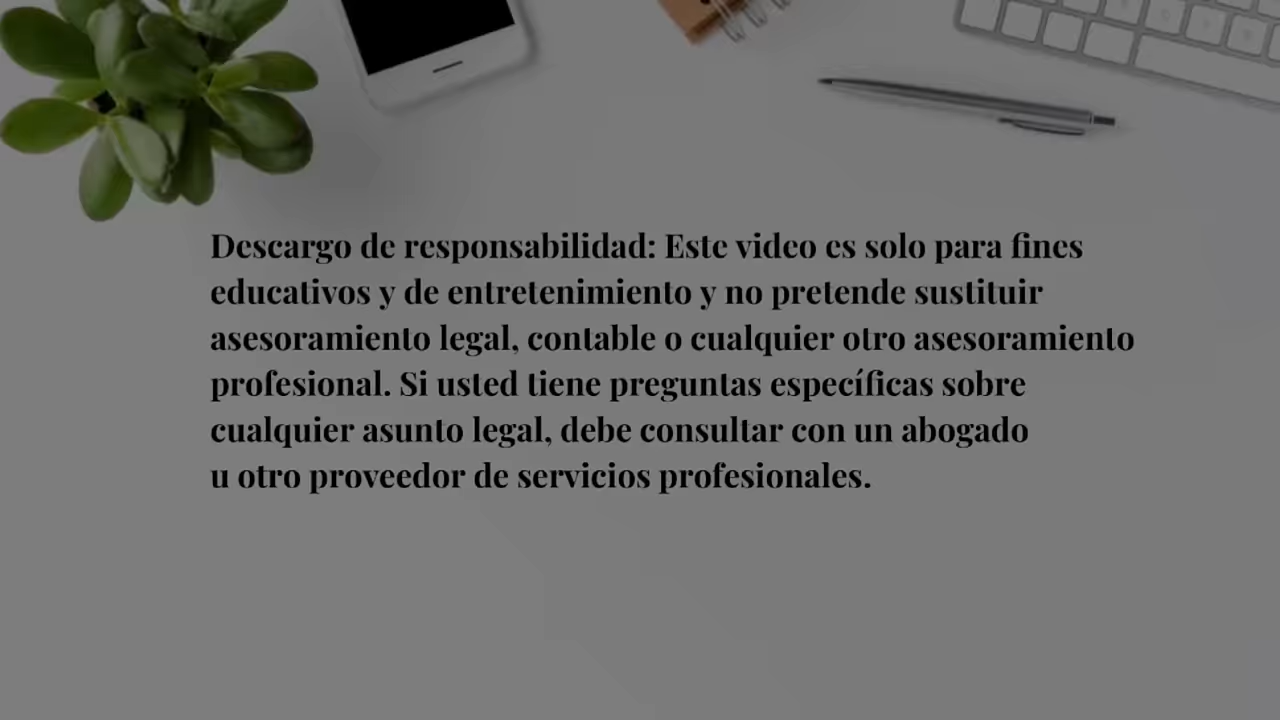 Descargo de responsabilidad: Este video es solo para fines
educativos y de entretenimiento y no pretende sustituir
asesoramiento legal, contable o cualquier otro asesoramiento
profesional. Si usted tiene preguntas específicas sobre
cualquier asunto legal, debe consultar con un abogado
u otro proveedor de servicios profesionales.